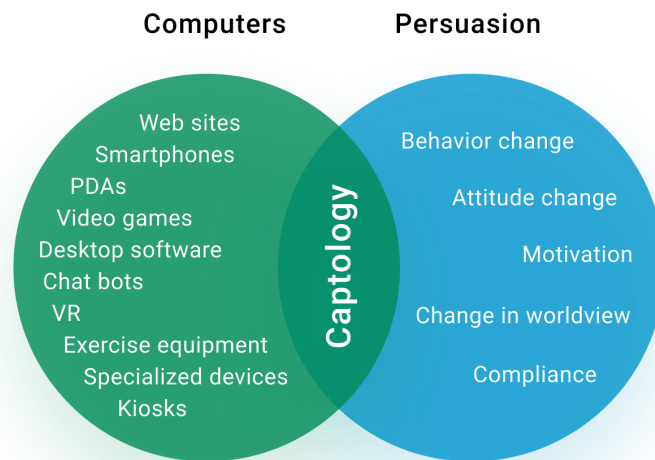 Computers
Persuasion
Web sites
Smartphones
PDAs
Video games
Desktop software
Chat bots
VR
Exercise equipment
Specialized devices
Kiosks
Captology
Behavior change
Attitude change
Motivation
Change in worldview
Compliance